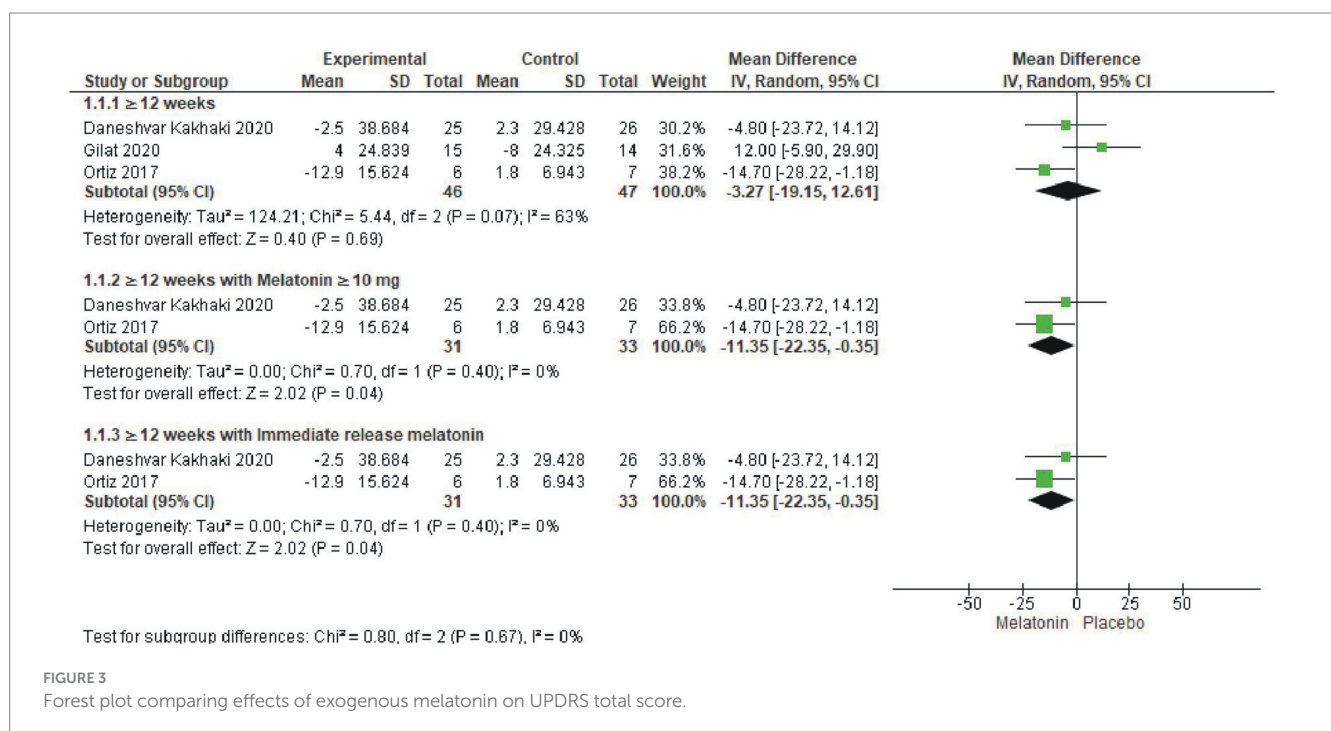 Experimental Control Mean Difference Mean Difference
Study or Subgroup Mean SD Total Mean SD Total Weight IV, Random, 95% CI IV, Random, 95% CI
1.1.1 ≥ 12 weeks
Daneshvar Kakhaki 2020 -2.5 38.684 25 2.3 29.428 26 30.2% -4.80 [-23.72, 14.12]
Gilat 2020 4 24.839 15 -8 24.325 14 31.6% 12.00 [-5.90, 29.90]
Ortiz 2017 -12.9 15.624 6 1.8 6.943 7 38.2% -14.70 [-28.22, -1.18]
Subtotal (95% CI) 46 47 100.0% -3.27 [-19.15, 12.61]
Heterogeneity: Tau² = 124.21; Chi² = 5.44, df = 2 (P = 0.07); I² = 63%
Test for overall effect: Z = 0.40 (P = 0.69)
1.1.2 ≥ 12 weeks with Melatonin ≥ 10 mg
Daneshvar Kakhaki 2020 -2.5 38.684 25 2.3 29.428 26 33.8% -4.80 [-23.72, 14.12]
Ortiz 2017 -12.9 15.624 6 1.8 6.943 7 66.2% -14.70 [-28.22, -1.18]
Subtotal (95% CI) 31 33 100.0% -11.35 [-22.35, -0.35]
Heterogeneity: Tau² = 0.00; Chi² = 0.70, df = 1 (P = 0.40); I² = 0%
Test for overall effect: Z = 2.02 (P = 0.04)
1.1.3 ≥ 12 weeks with Immediate release melatonin
Daneshvar Kakhaki 2020 -2.5 38.684 25 2.3 29.428 26 33.8% -4.80 [-23.72, 14.12]
Ortiz 2017 -12.9 15.624 6 1.8 6.943 7 66.2% -14.70 [-28.22, -1.18]
Subtotal (95% CI) 31 33 100.0% -11.35 [-22.35, -0.35]
Heterogeneity: Tau² = 0.00; Chi² = 0.70, df = 1 (P = 0.40); I² = 0%
Test for overall effect: Z = 2.02 (P = 0.04)
-50 -25 0 25 50
Melatonin Placebo
Test for subgroup differences: Chi² = 0.80, df = 2 (P = 0.67), I² = 0%
FIGURE 3
Forest plot comparing effects of exogenous melatonin on UPDRS total score.